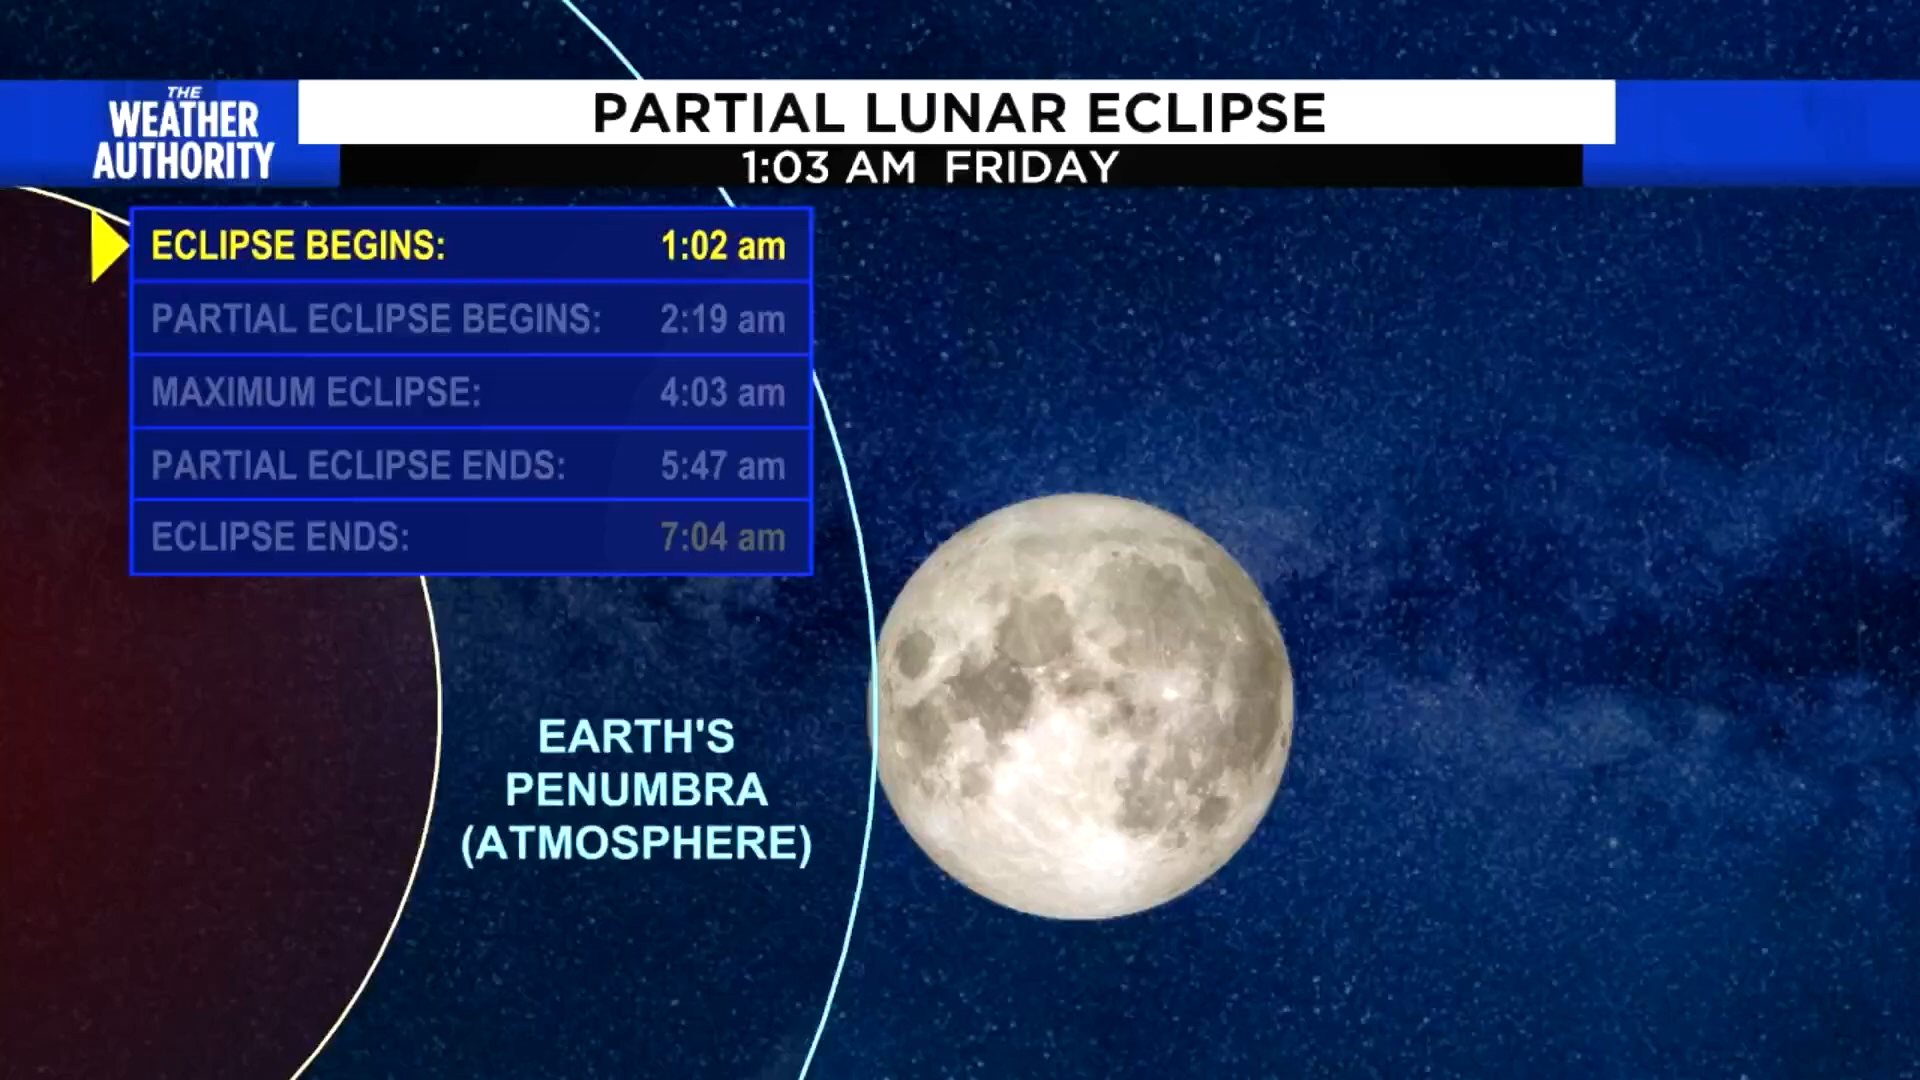 THE
WEATHER
AUTHORITY
PARTIAL LUNAR ECLIPSE
1:03 AM FRIDAY
ECLIPSE BEGINS: 1:02 am
PARTIAL ECLIPSE BEGINS: 2:19 am
MAXIMUM ECLIPSE: 4:03 am
PARTIAL ECLIPSE ENDS: 5:47 am
ECLIPSE ENDS: 7:04 am
EARTH'S
PENUMBRA
(ATMOSPHERE)